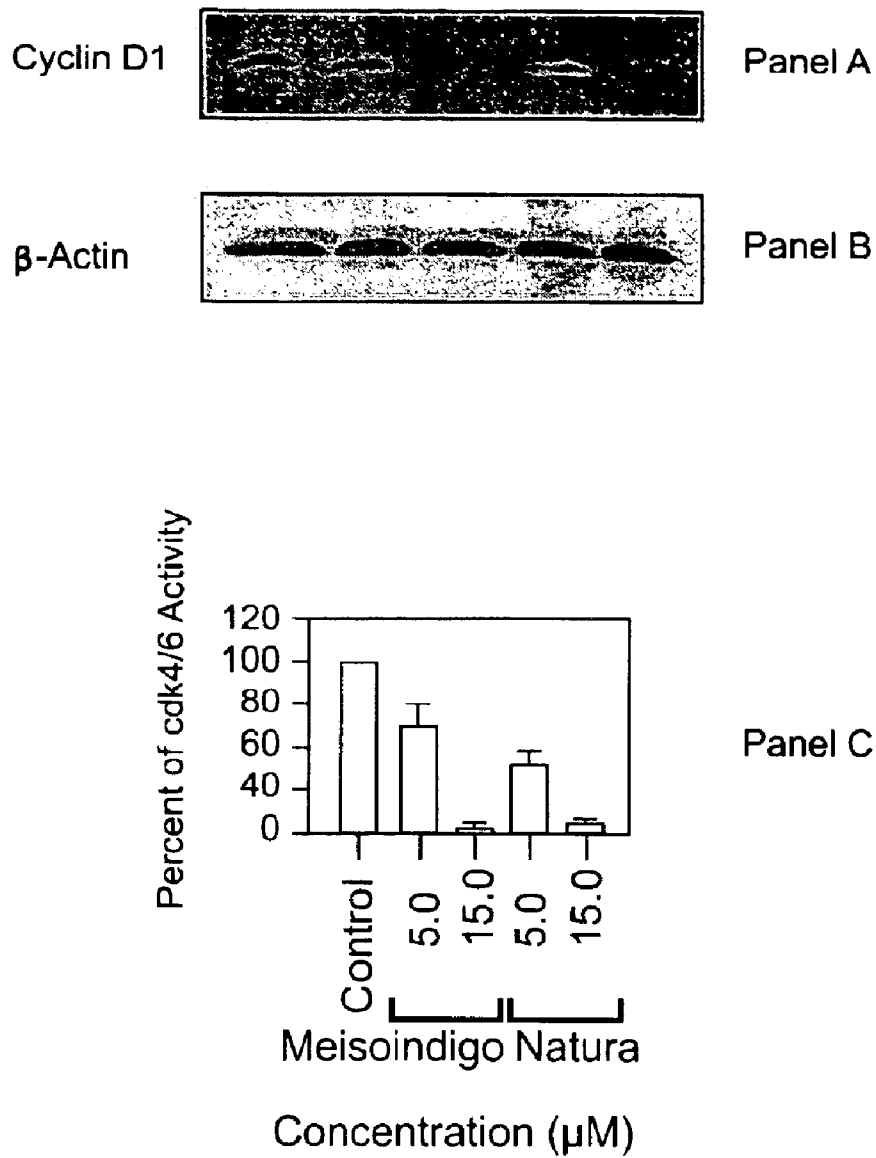 Cyclin D1
Panel A
β-Actin
Panel B
Percent of cdk4/6 Activity
120
100
80
60
40
0
Panel C
Control
5.0
15.0
5.0
15.0
Meisoindigo Natura
Concentration (µM)